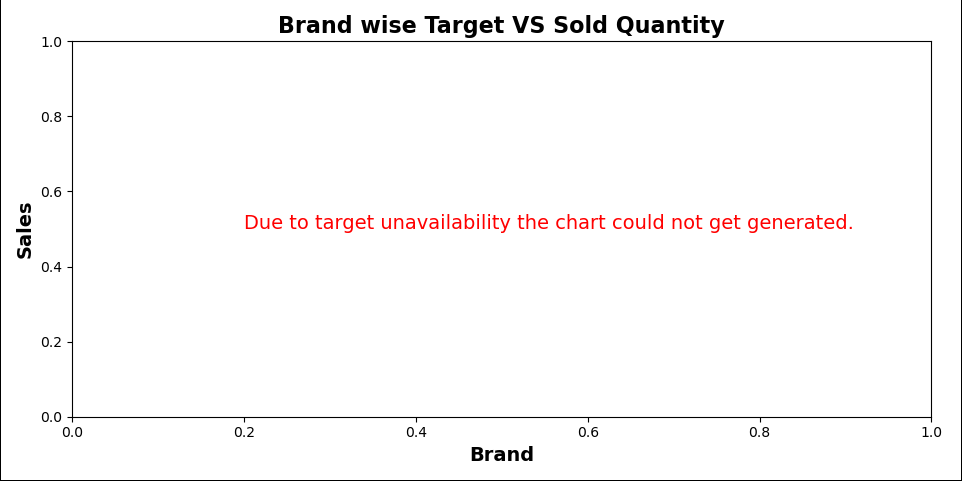 Brand wise Target VS Sold Quantity
1.0
0.8
0.6
0.4
0.2
0.0
Sales
Due to target unavailability the chart could not get generated.
0.0 0.2 0.4 0.6 0.8 1.0
Brand